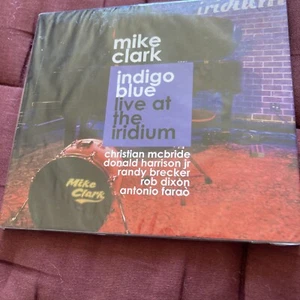 iridium
mike
clark
indigo
blue
live at
the
iridium
christian mcbride
donald harrison jr
randy brecker
rob dixon
antonio faraò
Mike
Clark